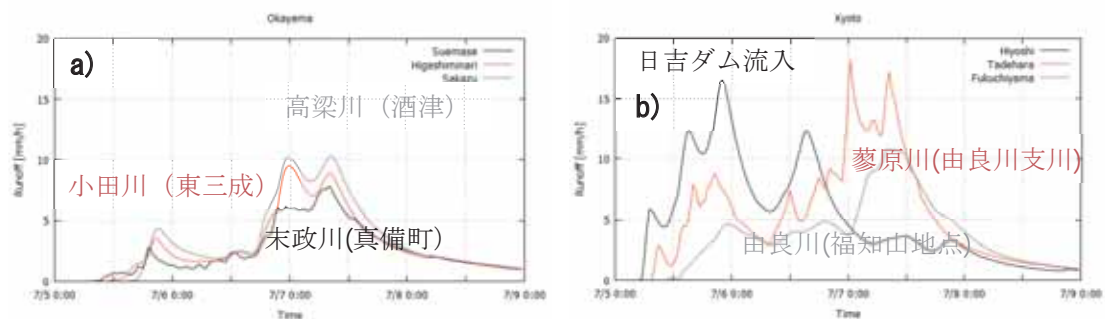 Okayama
20
15
10
5
0
Runoff [mm/h]
a)
Suemasa
Higashiminari
Sakazu
高梁川（酒津）
小田川（東三成）
末政川(真備町)
7/5 0:00
7/6 0:00
7/7 0:00
7/8 0:00
7/9 0:00
Time
Kyoto
20
15
10
5
0
Runoff [mm/h]
b)
日吉ダム流入
Hiyoshi
Tadehara
Fukuchiyama
蓼原川(由良川支川)
由良川(福知山地点)
7/5 0:00
7/6 0:00
7/7 0:00
7/8 0:00
7/9 0:00
Time